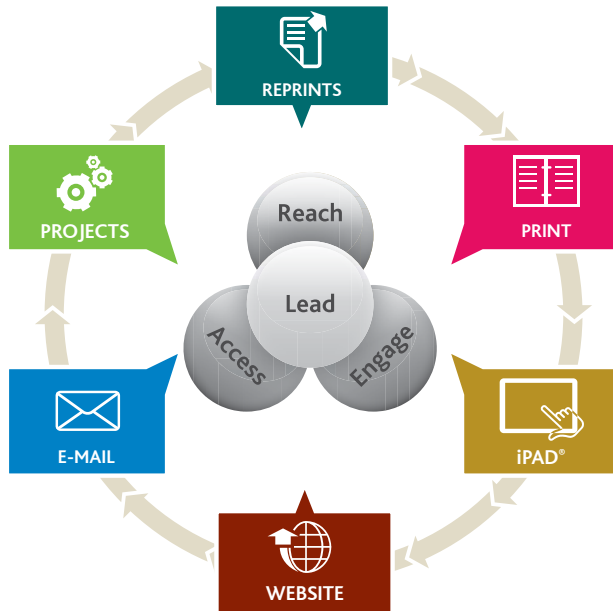 REPRINTS
PROJECTS
PRINT
Reach
Lead
Access
Engage
E-MAIL
iPAD®
WEBSITE